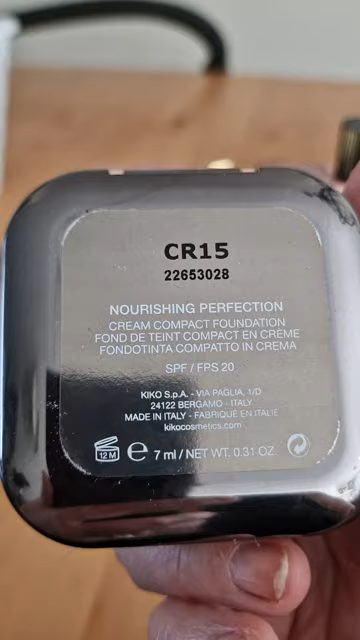 CR15
22653028
NOURISHING PERFECTION
CREAM COMPACT FOUNDATION
FOND DE TEINT COMPACT EN CRÈME
FONDOTINTA COMPATTO IN CREMA
SPF / FPS 20
KIKO S.p.A. - VIA PAGLIA, 1/D
24122 BERGAMO - ITALY
MADE IN ITALY - FABRIQUÉ EN ITALIE
kikocosmetics.com
12 M e 7 ml / NET WT. 0.31 OZ.